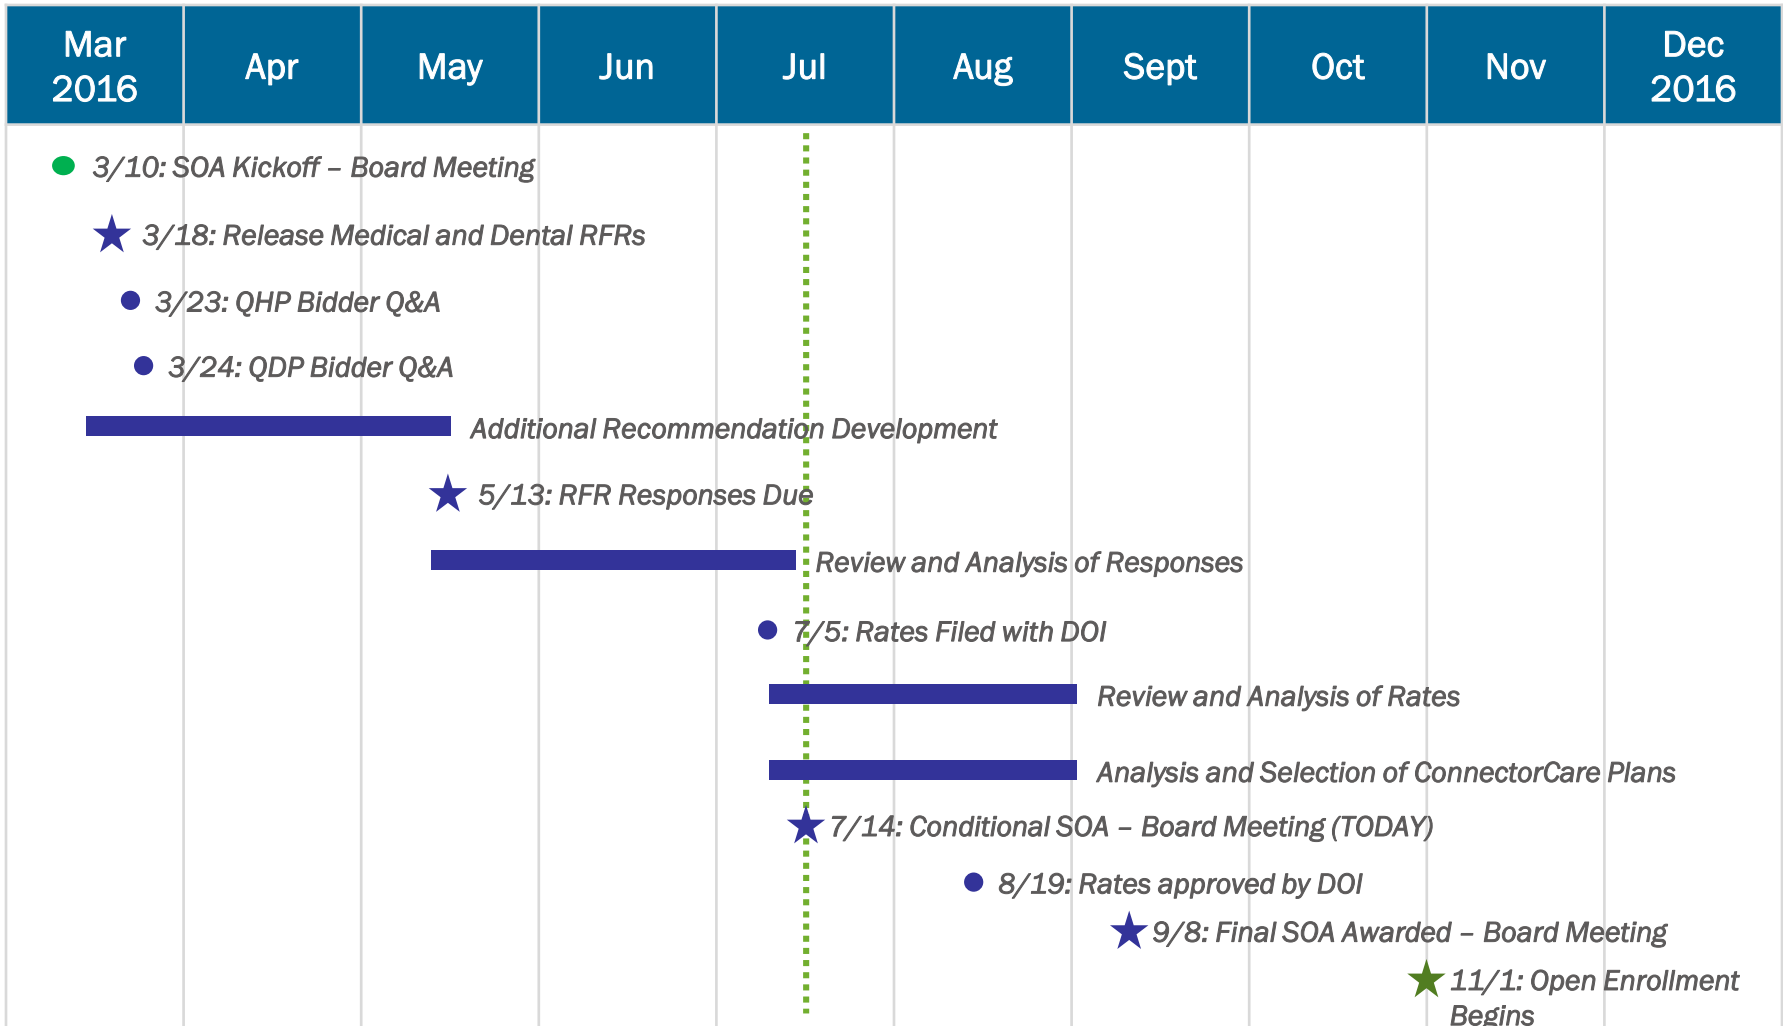 Mar
2016
Apr
May
Jun
Jul
Aug
Sept
Oct
Nov
Dec
2016
3/10: SOA Kickoff – Board Meeting
3/18: Release Medical and Dental RFRs
3/23: QHP Bidder Q&A
3/24: QDP Bidder Q&A
Additional Recommendation Development
5/13: RFR Responses Due
Review and Analysis of Responses
7/5: Rates Filed with DOI
Review and Analysis of Rates
Analysis and Selection of ConnectorCare Plans
7/14: Conditional SOA – Board Meeting (TODAY)
8/19: Rates approved by DOI
9/8: Final SOA Awarded – Board Meeting
11/1: Open Enrollment
Begins